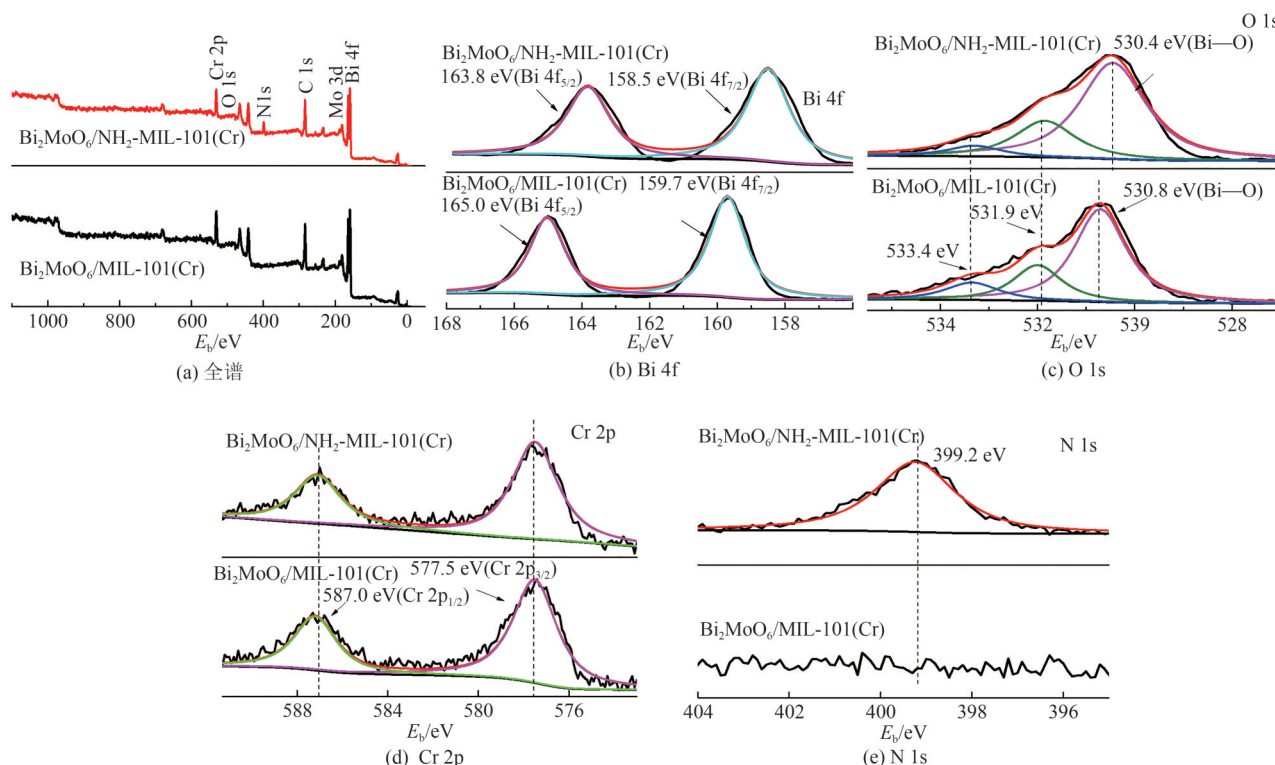 Cr 2p
O 1s
N1s
C 1s
Mo 3d
Bi 4f
Bi₂MoO₆/NH₂-MIL-101(Cr)
Bi₂MoO₆/MIL-101(Cr)
1000 800 600 400 200 0
E_b/eV
(a) 全谱
Bi₂MoO₆/NH₂-MIL-101(Cr)
163.8 eV(Bi 4f₅/₂) 158.5 eV(Bi 4f₇/₂)
Bi 4f
Bi₂MoO₆/MIL-101(Cr) 159.7 eV(Bi 4f₇/₂)
165.0 eV(Bi 4f₅/₂)
168 165 164 162 160 158
E_b/eV
(b) Bi 4f
O 1s
Bi₂MoO₆/NH₂-MIL-101(Cr)
530.4 eV(Bi—O)
Bi₂MoO₆/MIL-101(Cr)
531.9 eV
530.8 eV(Bi—O)
533.4 eV
534 532 539 528
E_b/eV
(c) O 1s
Cr 2p
Bi₂MoO₆/NH₂-MIL-101(Cr)
Bi₂MoO₆/MIL-101(Cr)
577.5 eV(Cr 2p₃/₂)
587.0 eV(Cr 2p₁/₂)
588 584 580 576
E_b/eV
(d) Cr 2p
Bi₂MoO₆/NH₂-MIL-101(Cr)
N 1s
399.2 eV
Bi₂MoO₆/MIL-101(Cr)
404 402 400 398 396
E_b/eV
(e) N 1s